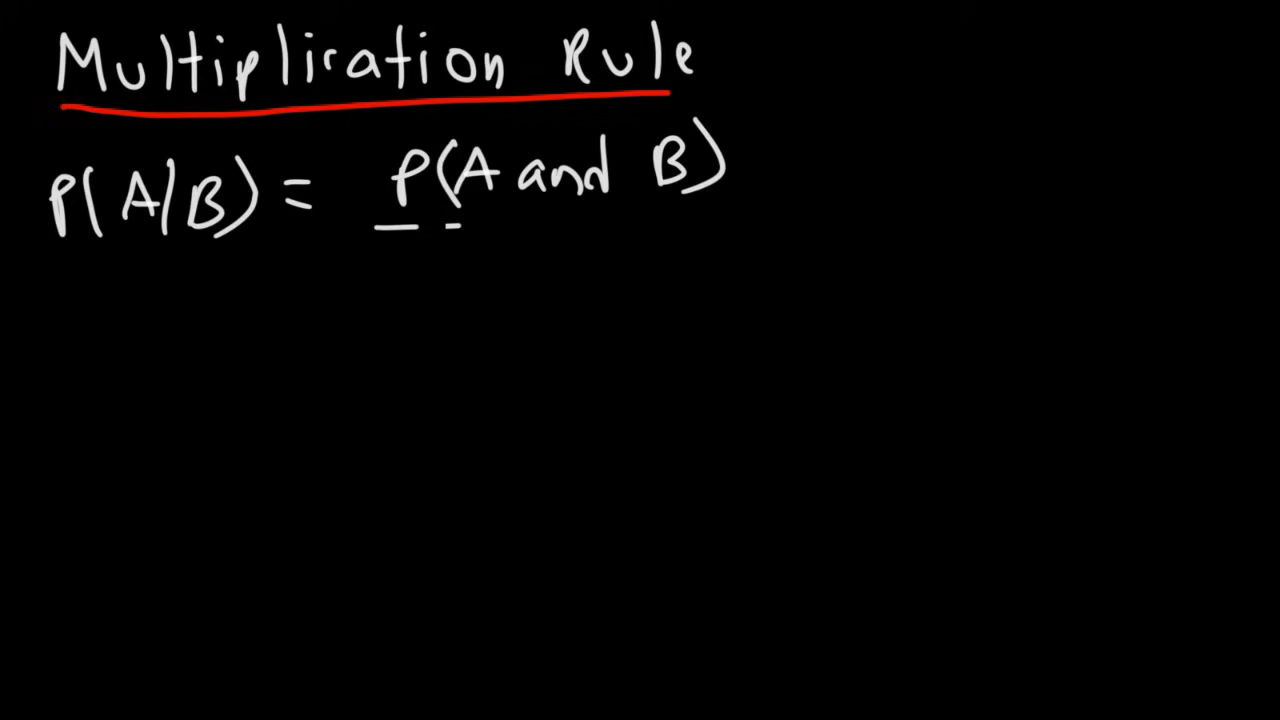 Multiplication Rule
P(A/B) = P(A and B)